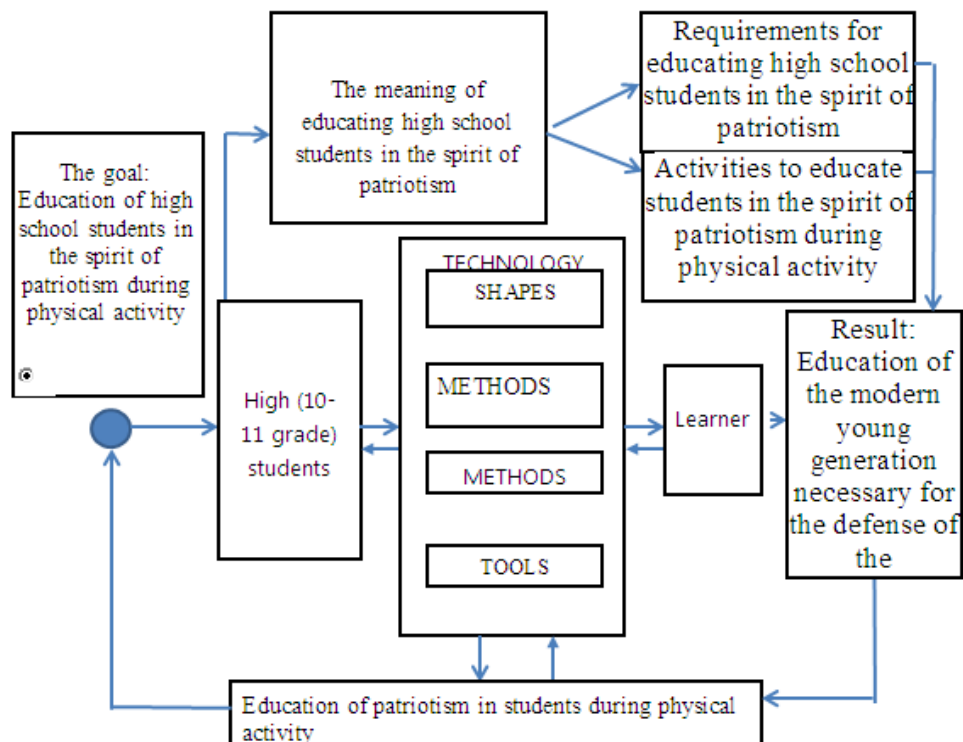 The goal:
Education of high
school students in
the spirit of
patriotism during
physical activity
The meaning of
educating high school
students in the spirit of
patriotism
Requirements for
educating high school
students in the spirit of
patriotism
Activities to educate
students in the spirit of
patriotism during
physical activity
High (10-
11 grade)
students
TECHNOLOGY
SHAPES
METHODS
METHODS
TOOLS
Learner
Result:
Education of
the modern
young
generation
necessary for
the defense of
the
Education of patriotism in students during physical
activity